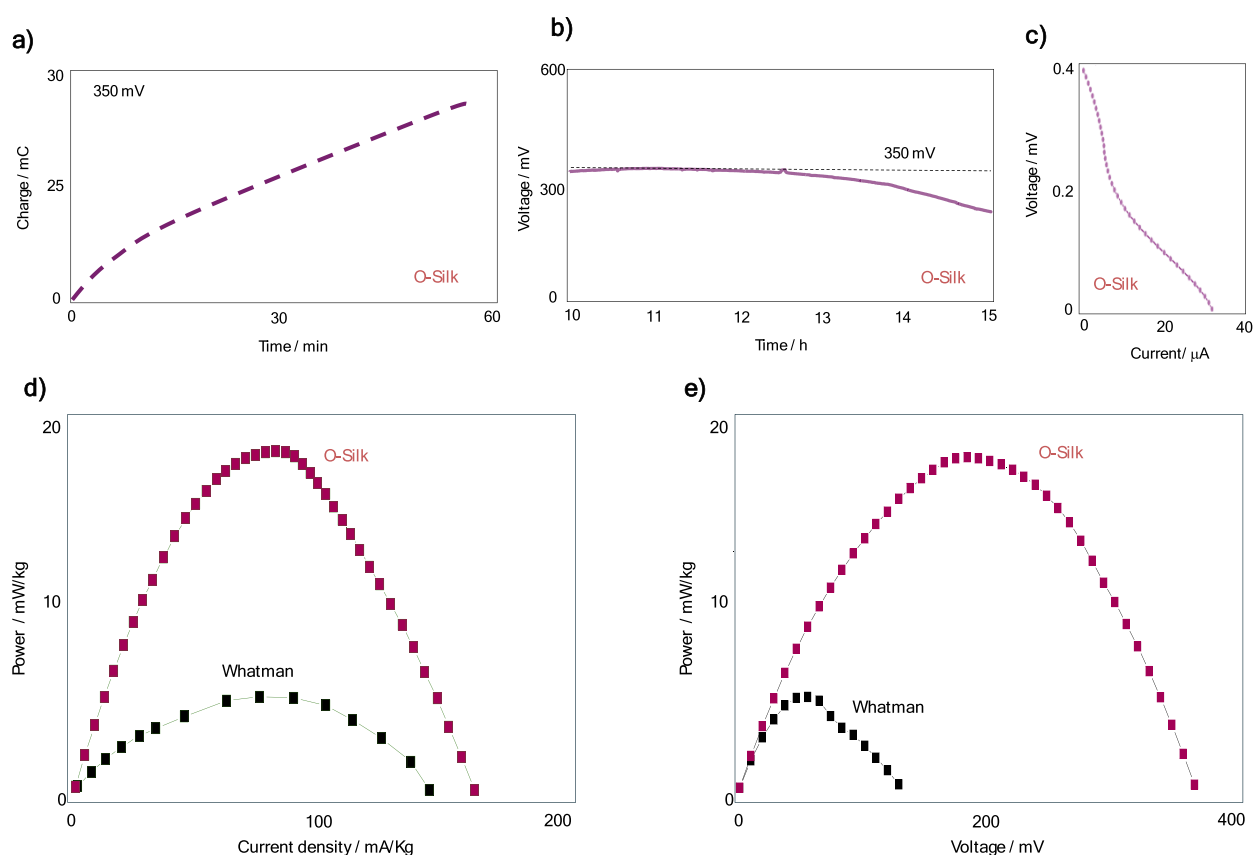 a)
30
25
0
350 mV
O-Silk
0
30
60
Charge / mC
Time / min
b)
600
300
0
350 mV
O-Silk
10
11
12
13
14
15
Voltage / mV
Time / h
c)
0.4
0.2
0
O-Silk
0
20
40
Voltage / mV
Current/ μA
d)
20
10
0
O-Silk
Whatman
0
100
200
Power / mW/kg
Current density / mA/Kg
e)
20
10
0
O-Silk
Whatman
0
200
400
Power / mW/kg
Voltage / mV